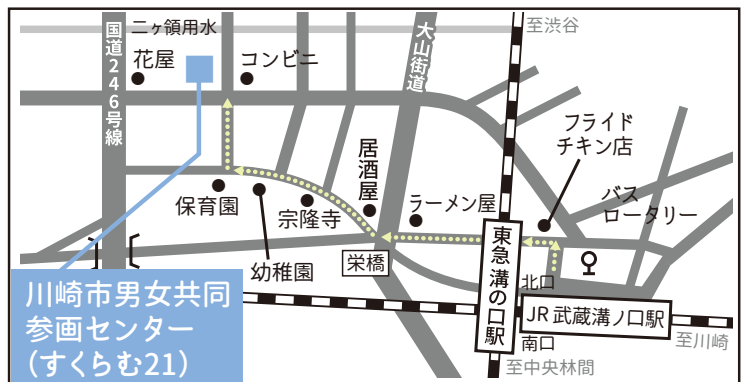 二ヶ領用水
至渋谷
国道246号線
花屋
コンビニ
大山街道
フライド
チキン店
居酒屋
ラーメン屋
バス
ロータリー
保育園
宗隆寺
幼稚園
栄橋
東急 溝の口駅
北口
JR 武蔵溝ノ口駅
南口
至川崎
至中央林間
川崎市男女共同
参画センター
(すくらむ21)